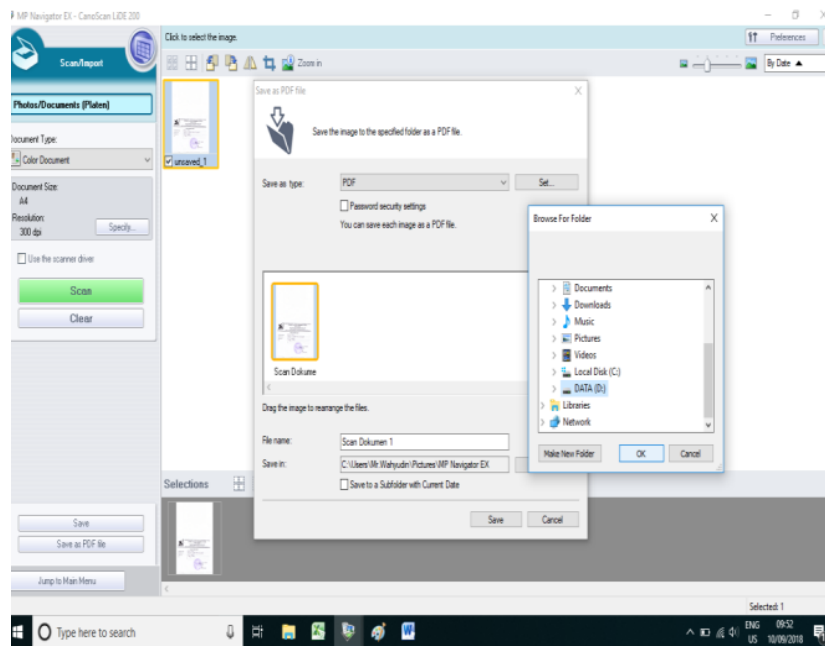 MP Navigator EX - CanoScan LiDE 200
Click to select the image.
Preferences
Scan/Import
Zoom in
By Date
Photos/Documents (Platen)
Document Type:
Color Document
Document Size:
A4
Resolution:
300 dpi
Specify...
Use the scanner driver
Scan
Clear
unsaved_1
Save as PDF file
Save the image to the specified folder as a PDF file.
Save as type:
PDF
Set...
Password security settings
You can save each image as a PDF file.
Scan Dokume
Drag the image to rearrange the files.
File name:
Scan Dokumen 1
Save in:
C:\Users\Mr Wahyudin\Pictures\MP Navigator EX
Save to a Subfolder with Current Date
Save
Cancel
Browse For Folder
Documents
Downloads
Music
Pictures
Videos
Local Disk (C:)
DATA (D:)
Libraries
Network
Make New Folder
OK
Cancel
Selections
Save
Save as PDF file
Jump to Main Menu
Selected: 1
Type here to search
ENG
US
09:52
10/09/2018